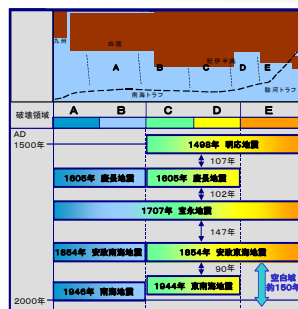 九州
四国
紀伊半島
A B C D E
南海トラフ
駿河トラフ
破壊領域 A B C D E
AD
1500年
1498年 明応地震
107年
1605年 慶長地震 1605年 慶長地震
102年
1707年 宝永地震
147年
1854年 安政南海地震 1854年 安政東海地震
90年
空白域
約150年
1946年 南海地震 1944年 東南海地震
2000年